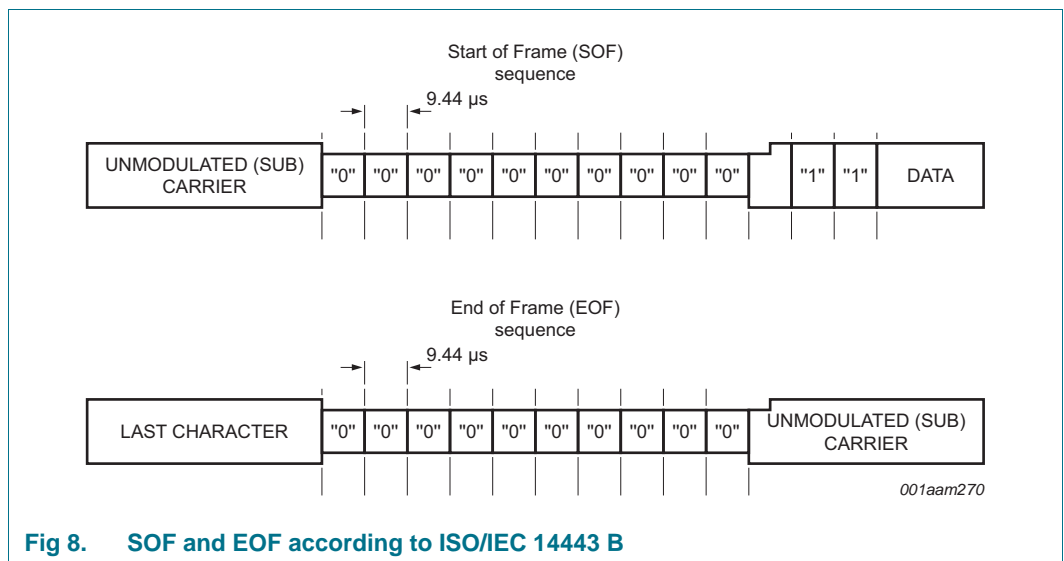 Start of Frame (SOF)
sequence
9.44 µs
UNMODULATED (SUB)
CARRIER
"0" "0" "0" "0" "0" "0" "0" "0" "0" "0" "1" "1" DATA
End of Frame (EOF)
sequence
9.44 µs
LAST CHARACTER "0" "0" "0" "0" "0" "0" "0" "0" "0" "0" UNMODULATED (SUB)
CARRIER
001aam270
Fig 8. SOF and EOF according to ISO/IEC 14443 B